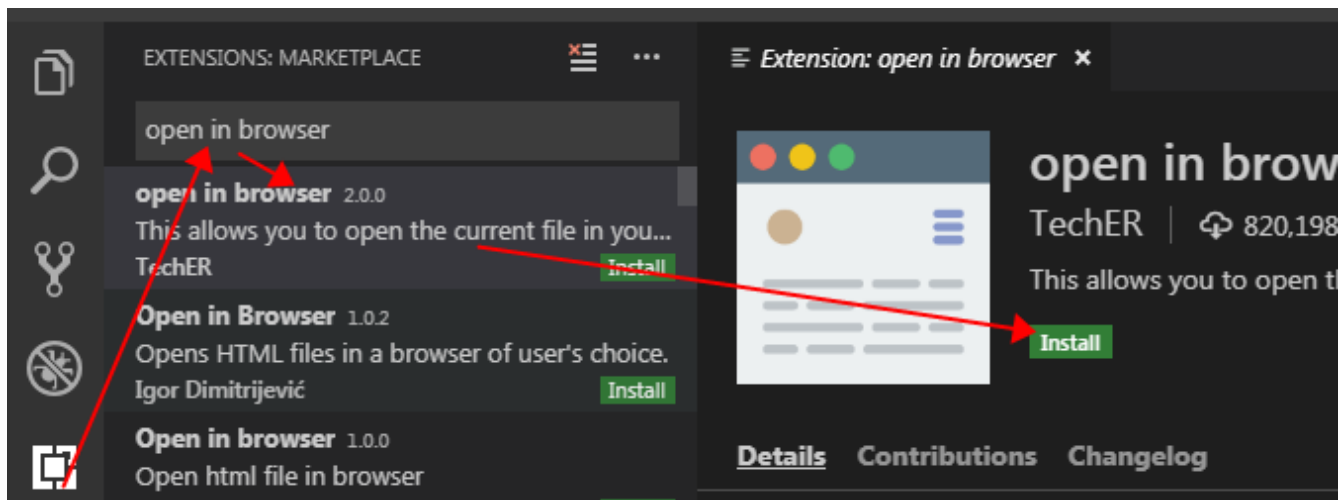 EXTENSIONS: MARKETPLACE
open in browser
open in browser 2.0.0
This allows you to open the current file in you...
TechER
Install
Open in Browser 1.0.2
Opens HTML files in a browser of user's choice.
Igor Dimitrijević
Install
Open in browser 1.0.0
Open html file in browser
Extension: open in browser
open in brow
TechER 820,198
This allows you to open th
Install
Details Contributions Changelog